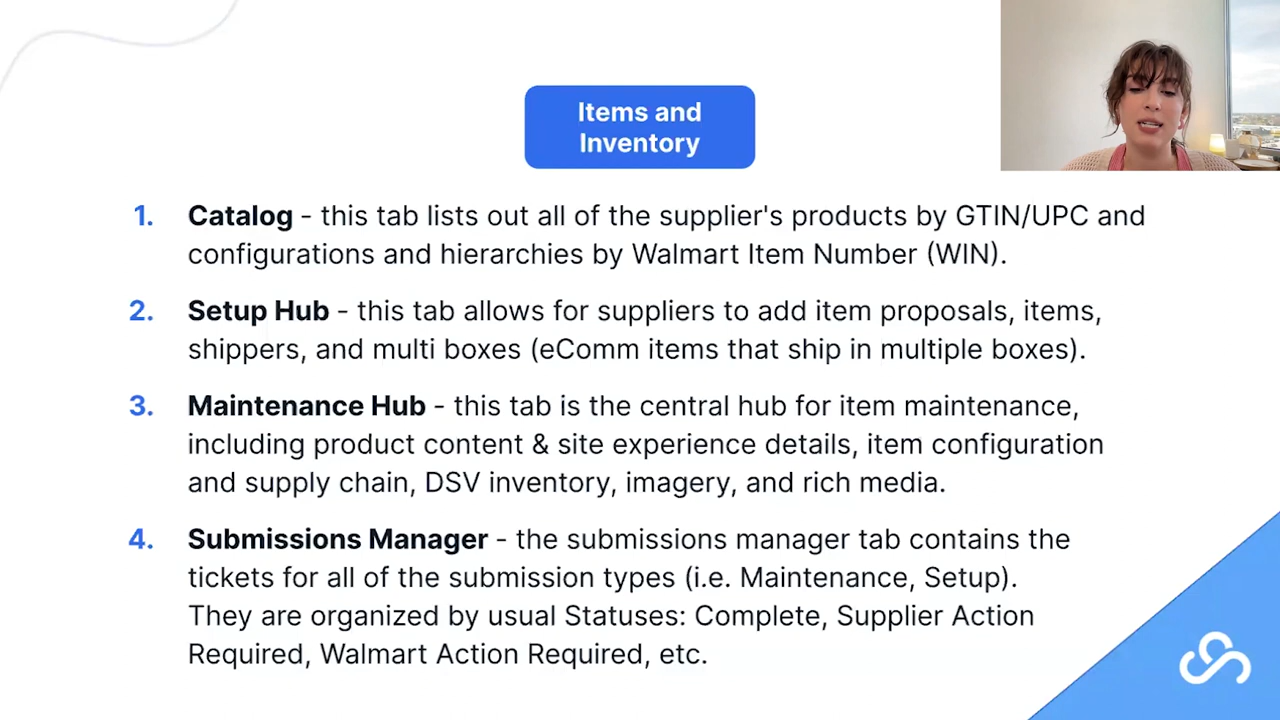 Items and
Inventory
1. Catalog - this tab lists out all of the supplier's products by GTIN/UPC and
configurations and hierarchies by Walmart Item Number (WIN).
2. Setup Hub - this tab allows for suppliers to add item proposals, items,
shippers, and multi boxes (eComm items that ship in multiple boxes).
3. Maintenance Hub - this tab is the central hub for item maintenance,
including product content & site experience details, item configuration
and supply chain, DSV inventory, imagery, and rich media.
4. Submissions Manager - the submissions manager tab contains the
tickets for all of the submission types (i.e. Maintenance, Setup).
They are organized by usual Statuses: Complete, Supplier Action
Required, Walmart Action Required, etc.